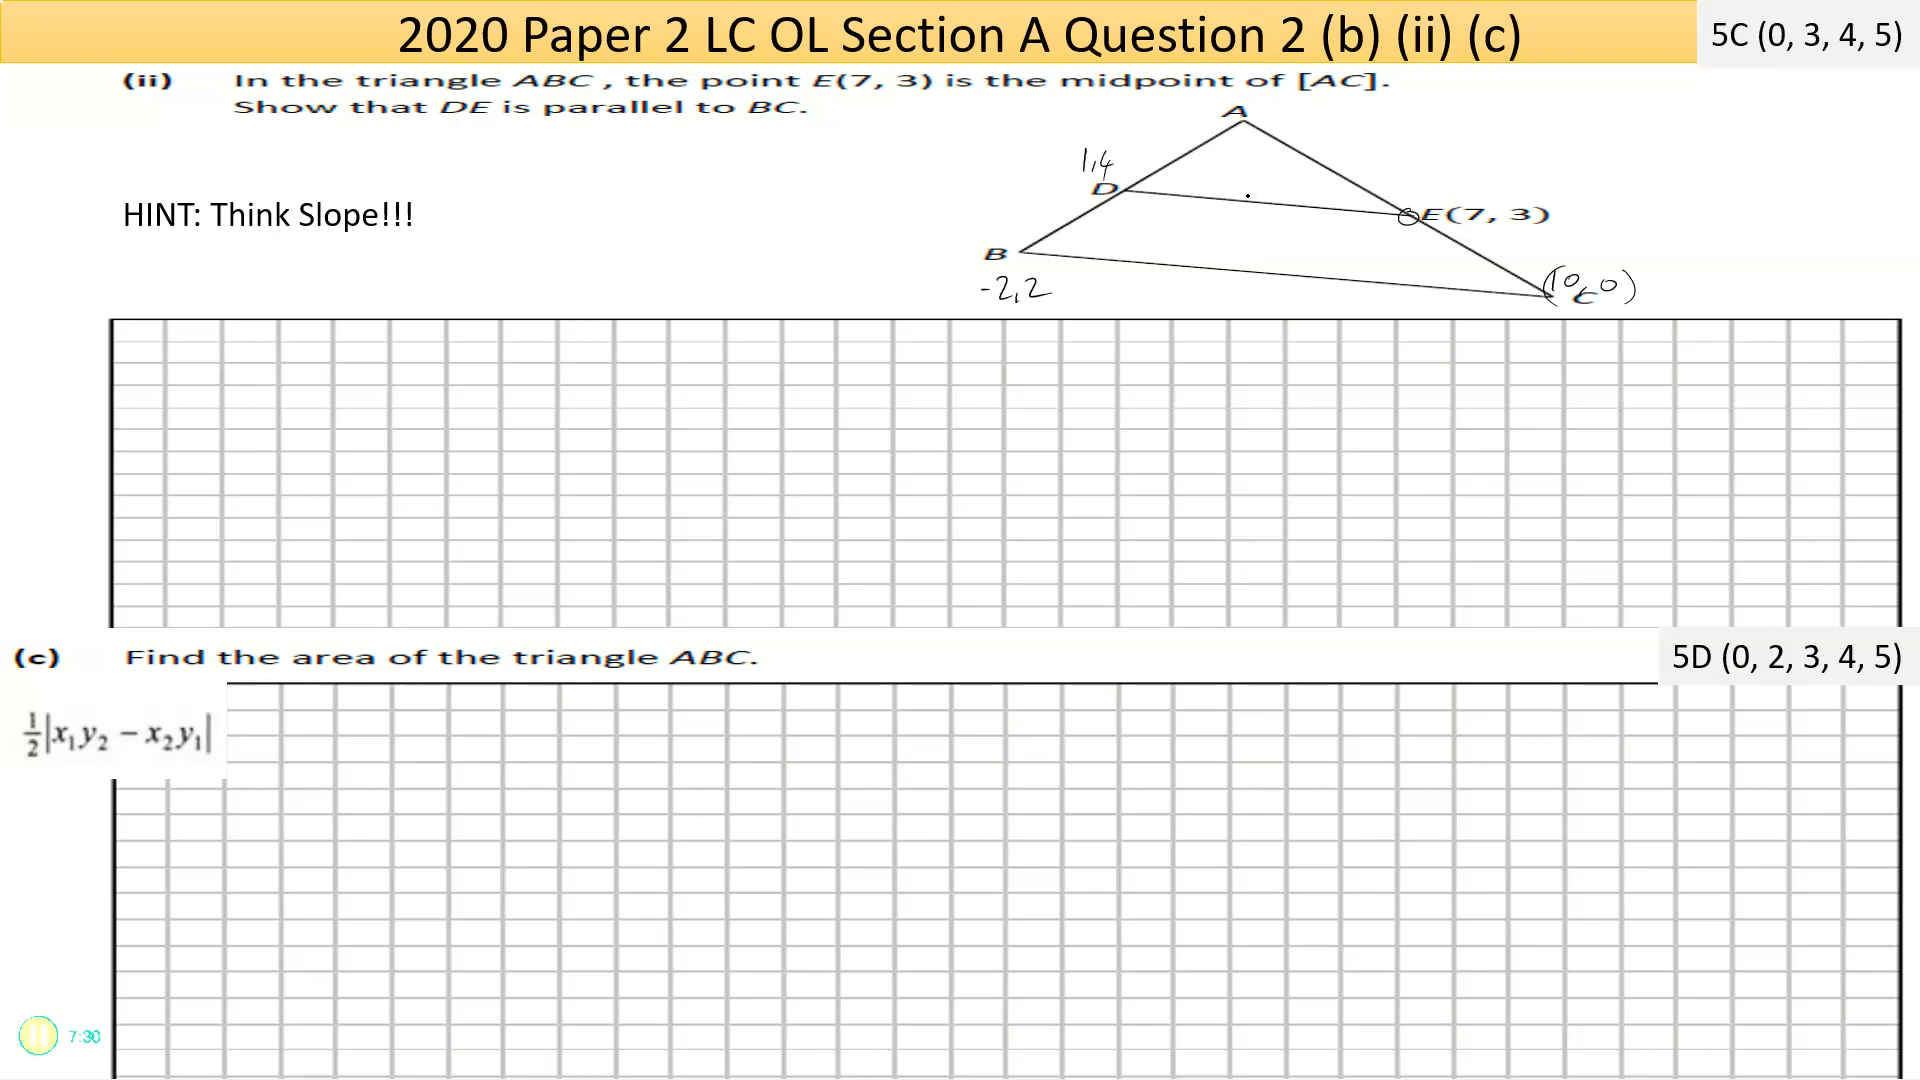 2020 Paper 2 LC OL Section A Question 2 (b) (ii) (c)
5C (0, 3, 4, 5)
(ii) In the triangle ABC , the point E(7, 3) is the midpoint of [AC].
Show that DE is parallel to BC.
A
1,4
D
HINT: Think Slope!!!
E(7, 3)
B
-2,2
(10,0)
C
(c) Find the area of the triangle ABC.
5D (0, 2, 3, 4, 5)
½|x₁y₂ − x₂y₁|
7:30